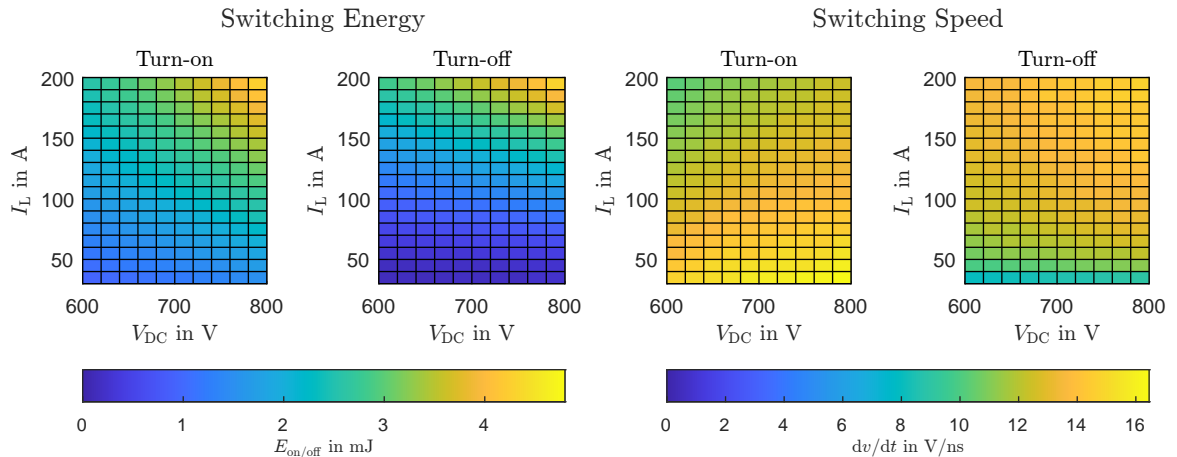 Switching Energy
Switching Speed
Turn-on
Turn-off
Turn-on
Turn-off
200
150
100
50
I_L in A
600 700 800
V_DC in V
200
150
100
50
I_L in A
600 700 800
V_DC in V
200
150
100
50
I_L in A
600 700 800
V_DC in V
200
150
100
50
I_L in A
600 700 800
V_DC in V
0 1 2 3 4
E_on/off in mJ
0 2 4 6 8 10 12 14 16
dv/dt in V/ns